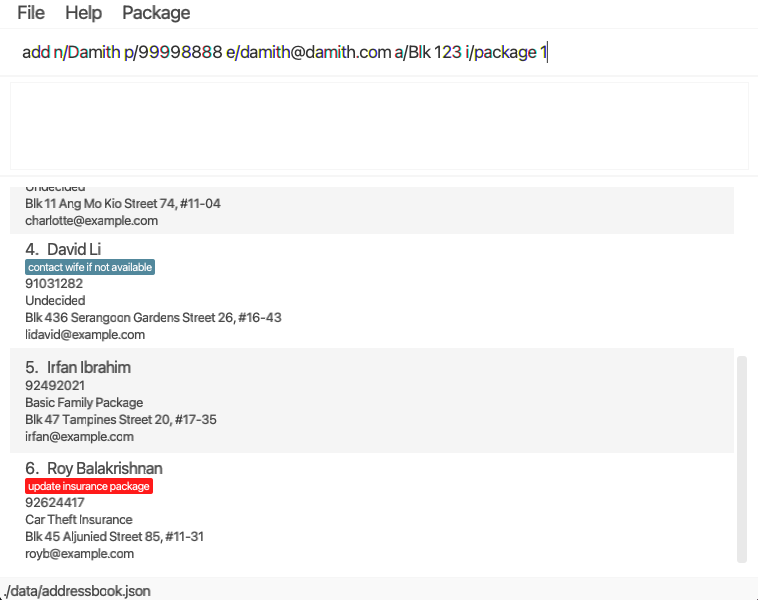 File Help Package
add n/Damith p/99998888 e/damith@damith.com a/Blk 123 i/package 1
Undecided
Blk 11 Ang Mo Kio Street 74, #11-04
charlotte@example.com
4. David Li
contact wife if not available
91031282
Undecided
Blk 436 Serangoon Gardens Street 26, #16-43
lidavid@example.com
5. Irfan Ibrahim
92492021
Basic Family Package
Blk 47 Tampines Street 20, #17-35
irfan@example.com
6. Roy Balakrishnan
update insurance package
92624417
Car Theft Insurance
Blk 45 Aljunied Street 85, #11-31
royb@example.com
./data/addressbook.json